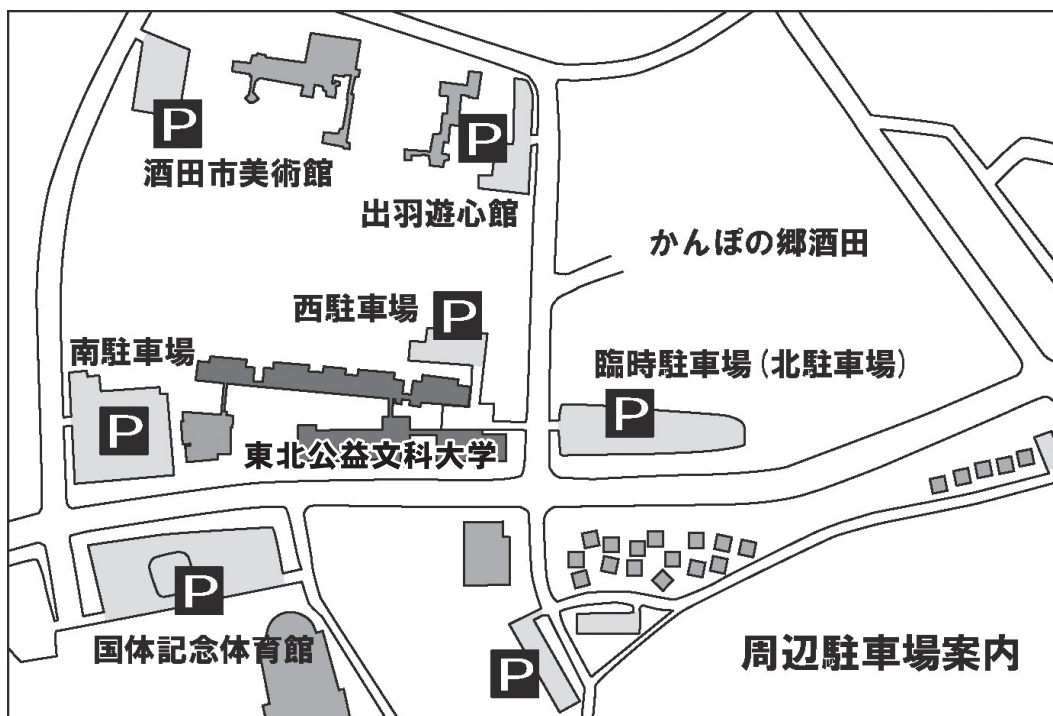 P
P
酒田市美術館
出羽遊心館
かんぽの郷酒田
西駐車場
P
南駐車場
臨時駐車場(北駐車場)
P
P
東北公益文科大学
P
国体記念体育館
P
周辺駐車場案内